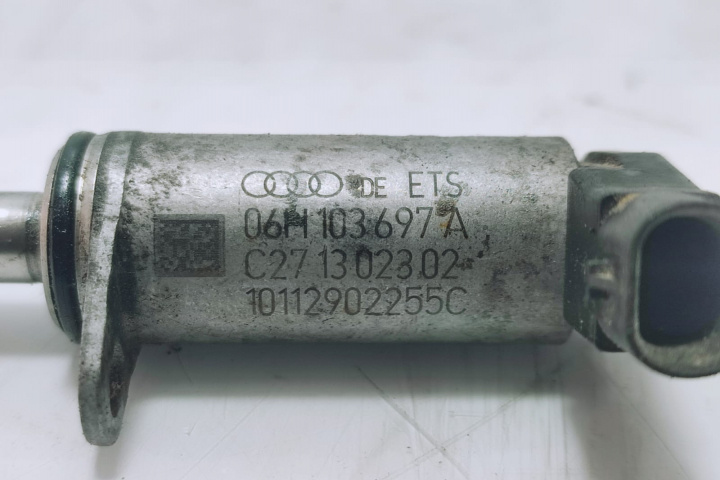 DE ETS
06H 103 697 A
C27 13 023 02
10112902255C